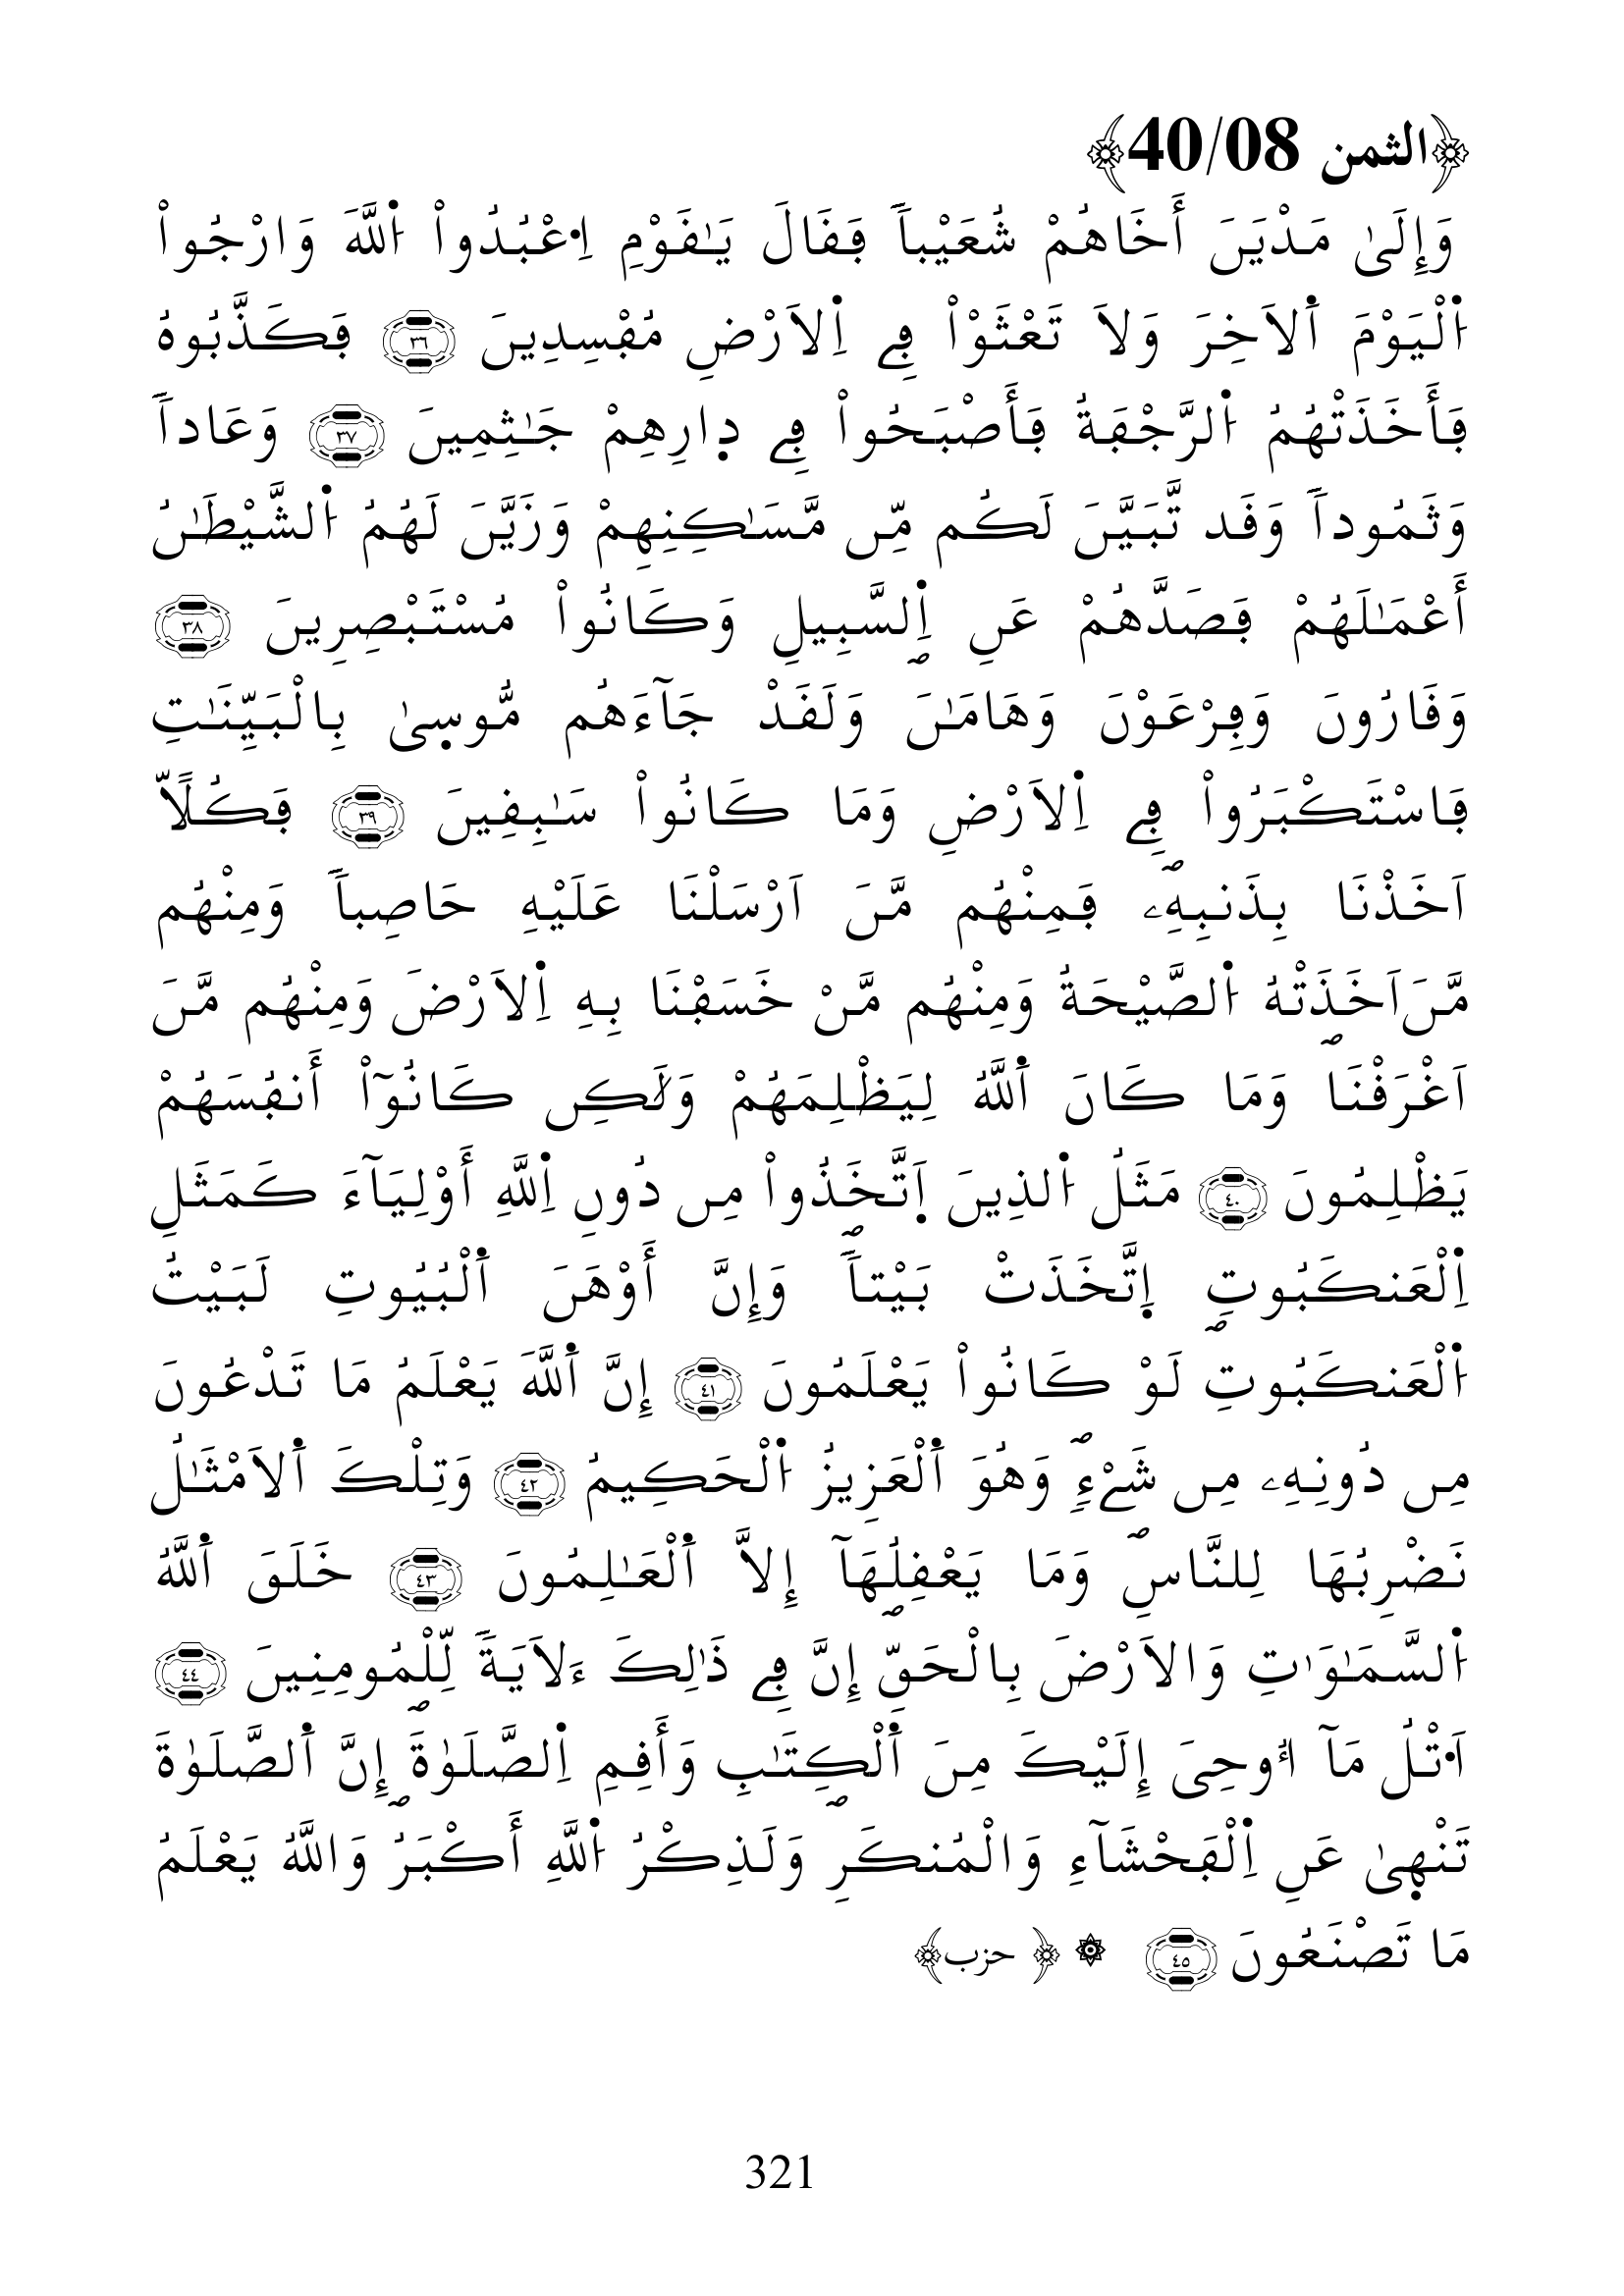 ﴿الثمن 40/08﴾
وَإِلَىٰ مَدْيَنَ أَخَاهُمْ شُعَيْباٗ ڢَفَالَ يَٰفَوْمِ اِ۟عْبُدُواْ اُ۬للَّهَ وَارْجُواْ
اُ۬لْيَوْمَ اَ۬لَاخِرَ وَلَا تَعْثَوْاْ ڢِے اِ۬لَارْضِ مُڢْسِدِينَ ٣٦ ڢَكَذَّبُوهُ
ڢَأَخَذَتْهُمُ اُ۬لرَّجْڢَةُ ڢَأَصْبَحُواْ ڢِے د۪ارِهِمْ جَٰثِمِينَ ٣٧ وَعَاداٗ
وَثَمُوداٗ وَفَد تَّبَيَّنَ لَكُم مِّں مَّسَٰكِنِهِمْ وَزَيَّنَ لَهُمُ اُ۬لشَّيْطَٰنُ
أَعْمَٰلَهُمْ ڢَصَدَّهُمْ عَنِ اِ۬لسَّبِيلِ وَكَانُواْ مُسْتَبْصِرِينَۖ ٣٨
وَفَارُونَ وَڢِرْعَوْنَ وَهَامَٰنَ وَلَفَدْ جَآءَهُم مُّوس۪ىٰ بِالْبَيِّنَٰتِ
ڢَاسْتَكْبَرُواْ ڢِے اِ۬لَارْضِ وَمَا كَانُواْ سَٰبِفِينَ ٣٩ ڢَكُلّاً
اَخَذْنَا بِذَنبِهِۦۖ ڢَمِنْهُم مَّنَ اَرْسَلْنَا عَلَيْهِ حَاصِباٗ وَمِنْهُم
مَّنَ اَخَذَتْهُ اُ۬لصَّيْحَةُ وَمِنْهُم مَّنْ خَسَڢْنَا بِهِ اِ۬لَارْضَ وَمِنْهُم مَّنَ
اَغْرَفْنَاۖ وَمَا كَانَ اَ۬للَّهُ لِيَظْلِمَهُمْ وَلَٰكِں كَانُوٓاْ أَنڢُسَهُمْ
يَظْلِمُونَ ٤٠ مَثَلُ اُ۬لذِينَ اَ۪تَّخَذُواْ مِں دُونِ اِ۬للَّهِ أَوْلِيَآءَ كَمَثَلِ
اِ۬لْعَنكَبُوتِۖ اِ۪تَّخَذَتْ بَيْتاٗۖ وَإِنَّ أَوْهَنَ اَ۬لْبُيُوتِ لَبَيْتُ
اُ۬لْعَنكَبُوتِۖ لَوْ كَانُواْ يَعْلَمُونَ ٤١ إِنَّ اَ۬للَّهَ يَعْلَمُ مَا تَدْعُونَ
مِں دُونِهِۦ مِں شَےْءٖۖ وَهُوَ اَ۬لْعَزِيزُ اُ۬لْحَكِيمُ ٤٢ وَتِلْكَ اَ۬لَامْثَٰلُ
نَضْرِبُهَا لِلنَّاسِۖ وَمَا يَعْفِلُهَآ إِلَّا اَ۬لْعَٰلِمُونَ ٤٣ خَلَقَ اَ۬للَّهُ
اُ۬لسَّمَٰوَٰتِ وَالَارْضَ بِالْحَقِّۖ إِنَّ ڢِے ذَٰلِكَ ءَلَايَةٗ لِّلْمُومِنِينَ ٤٤
اَ۟تْلُ مَآ ا۟وحِىَ إِلَيْكَ مِنَ اَ۬لْكِتَٰبِ وَأَفِمِ اِ۬لصَّلَوٰةَۖ إِنَّ اَ۬لصَّلَوٰةَ
تَنْه۪ىٰ عَنِ اِ۬لْڢَحْشَآءِ وَالْمُنكَرِۖ وَلَذِكْرُ اُ۬للَّهِ أَكْبَرُۖ وَاللَّهُ يَعْلَمُ
مَا تَصْنَعُونَ ٤٥ ۞ ﴿ حزب﴾
321